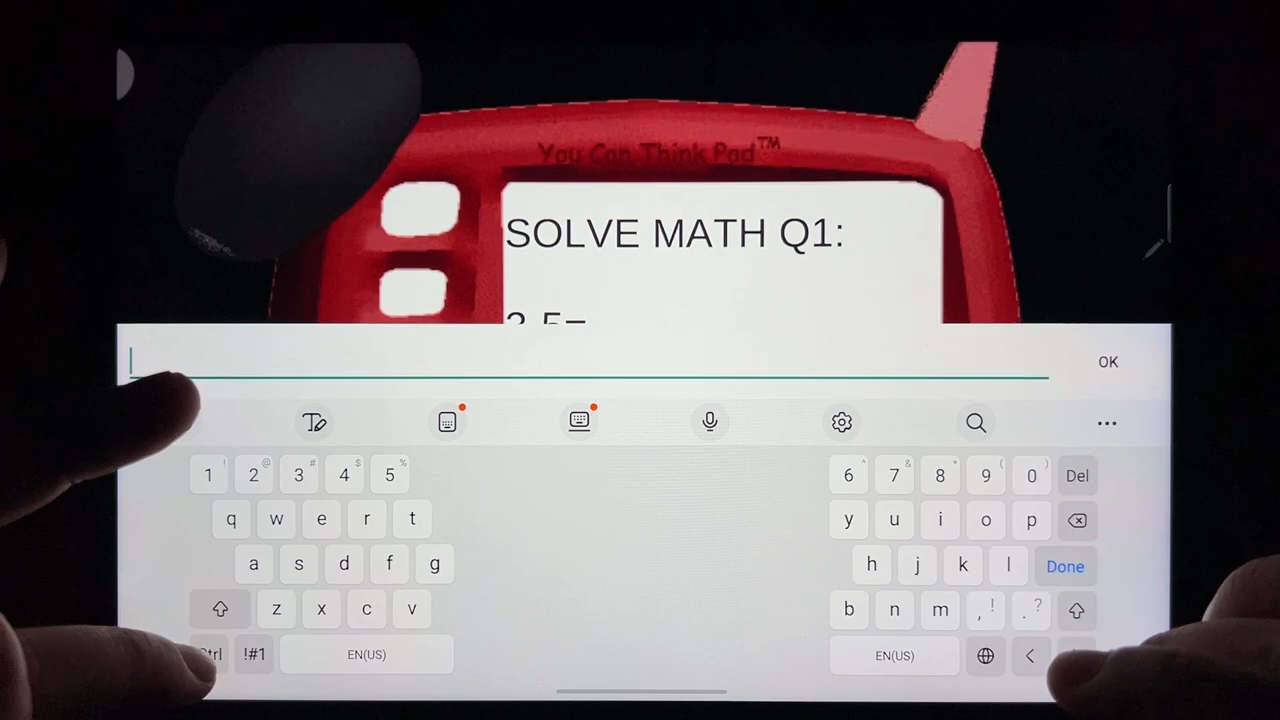 You Can Think Pad™
SOLVE MATH Q1:
OK
1 ! 2 @ 3 # 4 $ 5 % 6 ^ 7 & 8 * 9 ( 0 ) Del
q w e r t y u i o p
a s d f g h j k l Done
z x c v b n m , ! . ?
!#1 EN(US) EN(US)